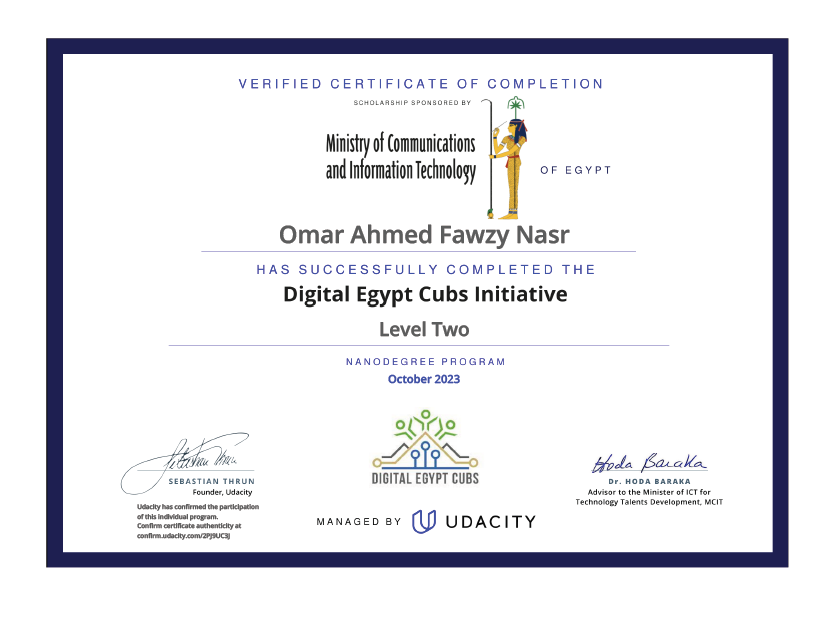 VERIFIED CERTIFICATE OF COMPLETION
SCHOLARSHIP SPONSORED BY
Ministry of Communications
and Information Technology
OF EGYPT
Omar Ahmed Fawzy Nasr
HAS SUCCESSFULLY COMPLETED THE
Digital Egypt Cubs Initiative
Level Two
NANODEGREE PROGRAM
October 2023
Sebastian Thrun
SEBASTIAN THRUN
Founder, Udacity
Udacity has confirmed the participation
of this individual program.
Confirm certificate authenticity at
confirm.udacity.com/2PJ9UC3J
DIGITAL EGYPT CUBS
MANAGED BY UDACITY
Hoda Baraka
Dr. HODA BARAKA
Advisor to the Minister of ICT for
Technology Talents Development, MCIT